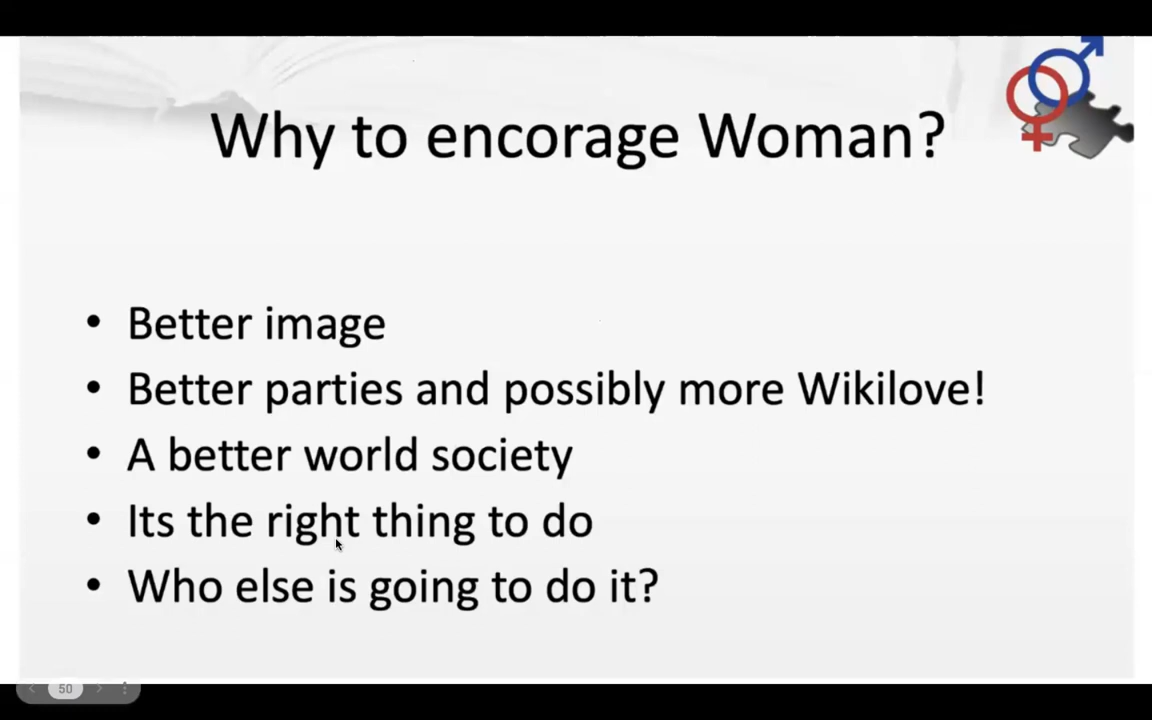 Why to encorage Woman?
• Better image
• Better parties and possibly more Wikilove!
• A better world society
• Its the right thing to do
• Who else is going to do it?
50